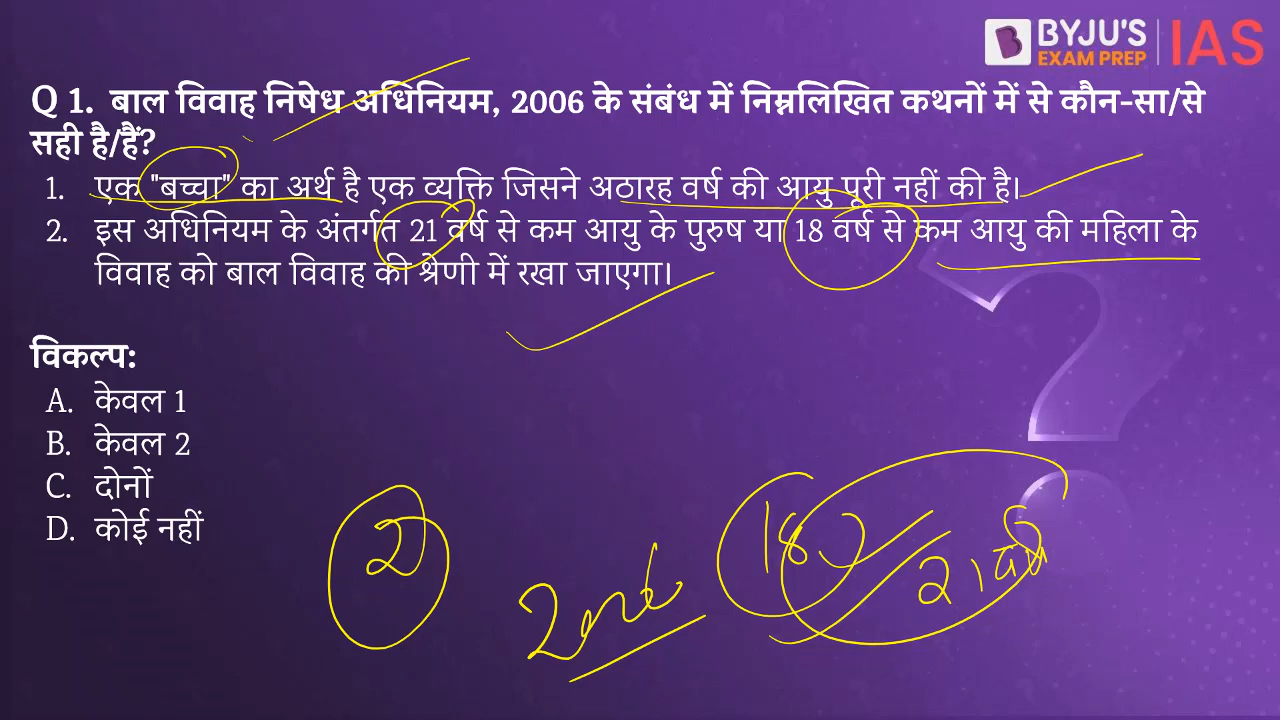 BYJU'S
EXAM PREP
IAS
Q 1. बाल विवाह निषेध अधिनियम, 2006 के संबंध में निम्नलिखित कथनों में से कौन-सा/से
सही है/हैं?
1. एक "बच्चा" का अर्थ है एक व्यक्ति जिसने अठारह वर्ष की आयु पूरी नहीं की है।
2. इस अधिनियम के अंतर्गत 21 वर्ष से कम आयु के पुरुष या 18 वर्ष से कम आयु की महिला के
विवाह को बाल विवाह की श्रेणी में रखा जाएगा।
विकल्प:
A. केवल 1
B. केवल 2
C. दोनों
D. कोई नहीं
18
21 वर्ष